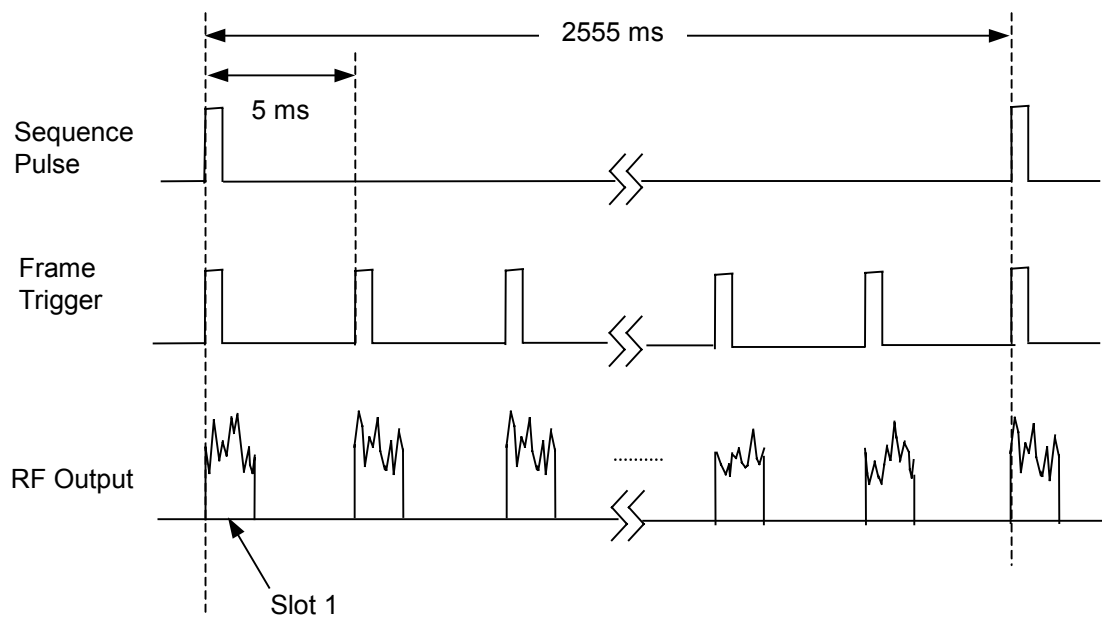 2555 ms
5 ms
Sequence
Pulse
Frame
Trigger
RF Output
..........
Slot 1